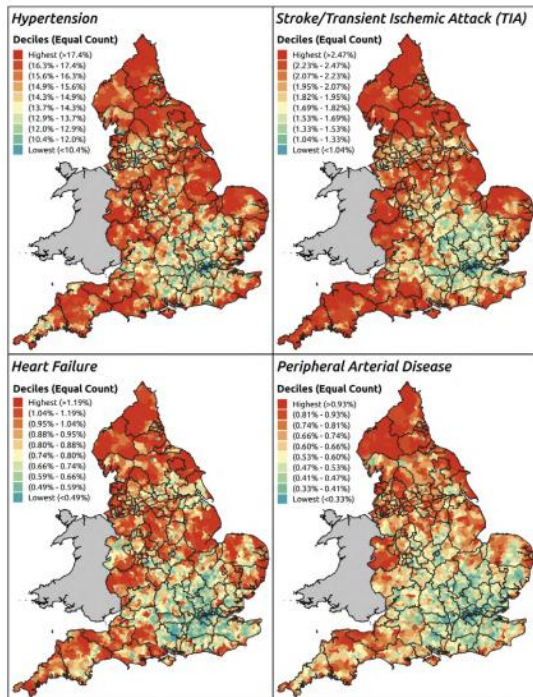 Hypertension
Deciles (Equal Count)
Highest (>17.4%)
(16.3% - 17.4%)
(15.6% - 16.3%)
(14.9% - 15.6%)
(14.3% - 14.9%)
(13.7% - 14.3%)
(12.9% - 13.7%)
(12.0% - 12.9%)
(10.4% - 12.0%)
Lowest (<10.4%)
Stroke/Transient Ischemic Attack (TIA)
Deciles (Equal Count)
Highest (>2.47%)
(2.23% - 2.47%)
(2.07% - 2.23%)
(1.95% - 2.07%)
(1.82% - 1.95%)
(1.69% - 1.82%)
(1.53% - 1.69%)
(1.33% - 1.53%)
(1.04% - 1.33%)
Lowest (<1.04%)
Heart Failure
Deciles (Equal Count)
Highest (>1.19%)
(1.04% - 1.19%)
(0.95% - 1.04%)
(0.88% - 0.95%)
(0.80% - 0.88%)
(0.74% - 0.80%)
(0.66% - 0.74%)
(0.59% - 0.66%)
(0.49% - 0.59%)
Lowest (<0.49%)
Peripheral Arterial Disease
Deciles (Equal Count)
Highest (>0.93%)
(0.81% - 0.93%)
(0.74% - 0.81%)
(0.66% - 0.74%)
(0.60% - 0.66%)
(0.53% - 0.60%)
(0.47% - 0.53%)
(0.41% - 0.47%)
(0.33% - 0.41%)
Lowest (<0.33%)